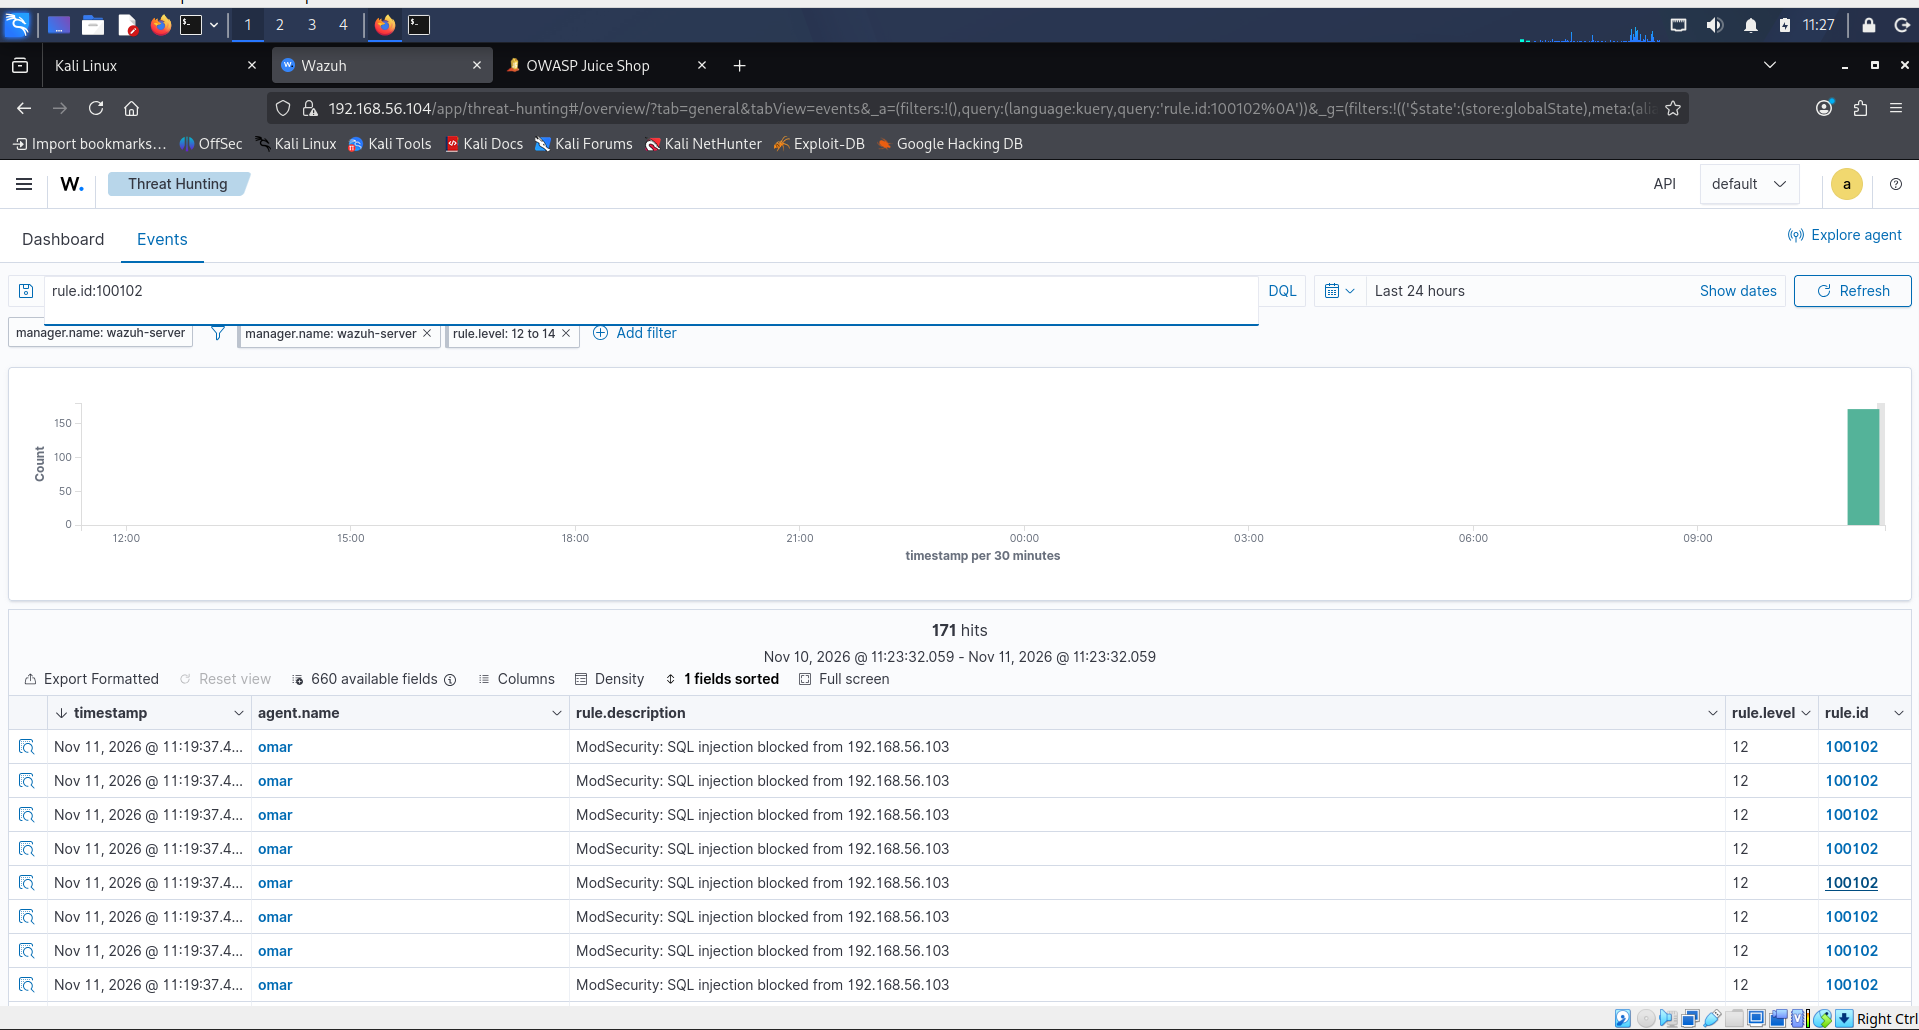 1 2 3 4 11:27
Kali Linux Wazuh OWASP Juice Shop
192.168.56.104/app/threat-hunting#/overview/?tab=general&tabView=events&_a=(filters:!(),query:(language:kuery,query:'rule.id:100102%0A'))&_g=(filters:!(('$state':(store:globalState),meta:(alia
Import bookmarks... OffSec Kali Linux Kali Tools Kali Docs Kali Forums Kali NetHunter Exploit-DB Google Hacking DB
W. Threat Hunting API default a
Dashboard Events Explore agent
rule.id:100102 DQL Last 24 hours Show dates Refresh
manager.name: wazuh-server manager.name: wazuh-server rule.level: 12 to 14 Add filter
150
100
50
0
Count
12:00 15:00 18:00 21:00 00:00 03:00 06:00 09:00
timestamp per 30 minutes
171 hits
Nov 10, 2026 @ 11:23:32.059 - Nov 11, 2026 @ 11:23:32.059
Export Formatted Reset view 660 available fields Columns Density 1 fields sorted Full screen
timestamp agent.name rule.description rule.level rule.id
Nov 11, 2026 @ 11:19:37.4... omar ModSecurity: SQL injection blocked from 192.168.56.103 12 100102
Nov 11, 2026 @ 11:19:37.4... omar ModSecurity: SQL injection blocked from 192.168.56.103 12 100102
Nov 11, 2026 @ 11:19:37.4... omar ModSecurity: SQL injection blocked from 192.168.56.103 12 100102
Nov 11, 2026 @ 11:19:37.4... omar ModSecurity: SQL injection blocked from 192.168.56.103 12 100102
Nov 11, 2026 @ 11:19:37.4... omar ModSecurity: SQL injection blocked from 192.168.56.103 12 100102
Nov 11, 2026 @ 11:19:37.4... omar ModSecurity: SQL injection blocked from 192.168.56.103 12 100102
Nov 11, 2026 @ 11:19:37.4... omar ModSecurity: SQL injection blocked from 192.168.56.103 12 100102
Nov 11, 2026 @ 11:19:37.4... omar ModSecurity: SQL injection blocked from 192.168.56.103 12 100102
Right Ctrl